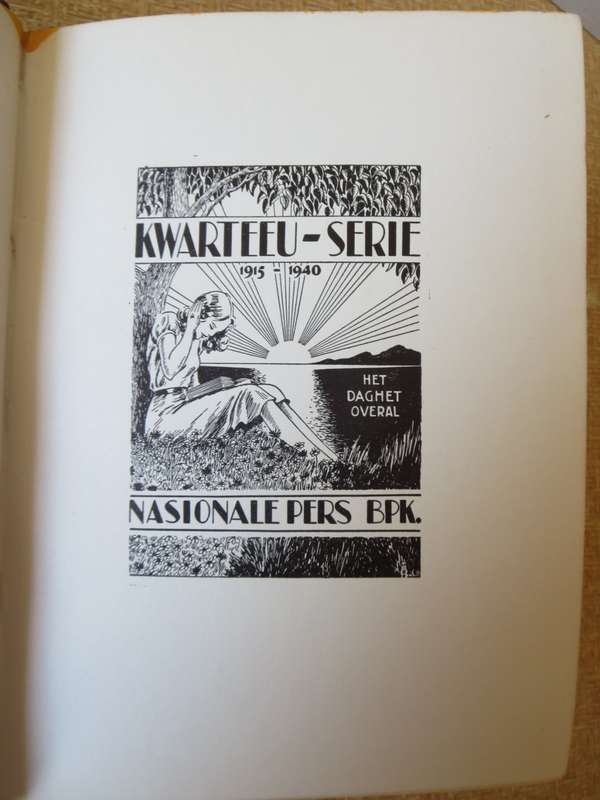 KWARTEEU-SERIE
1915 - 1940
HET
DAGHET
OVERAL
NASIONALE PERS BPK.